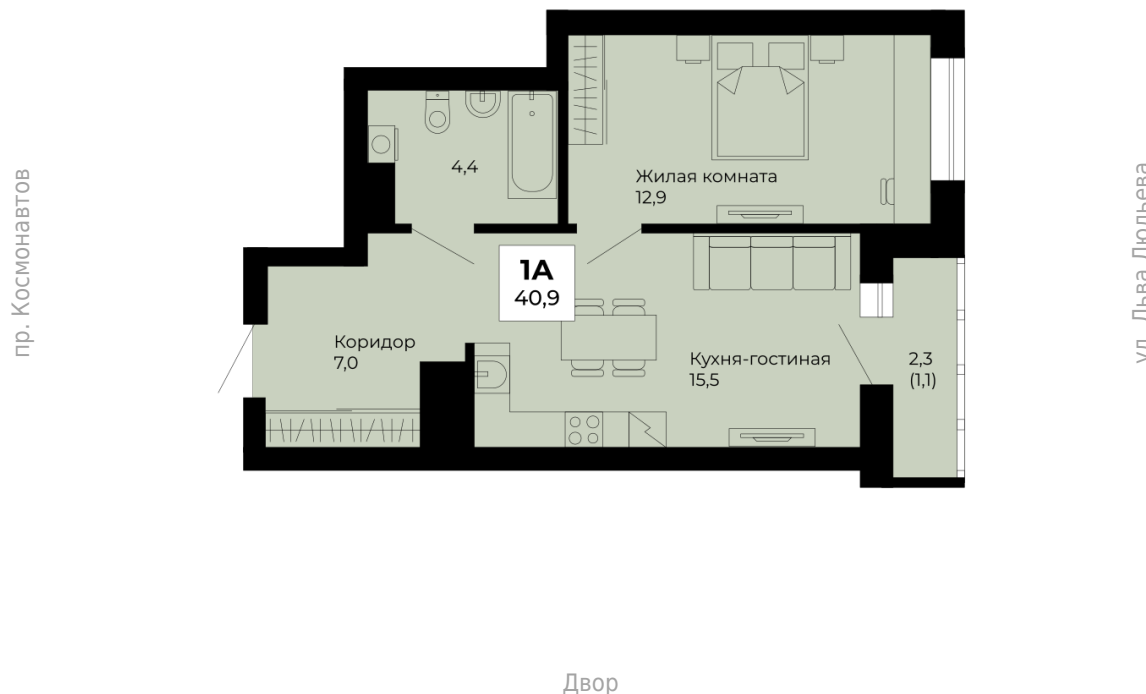 4,4
Жилая комната
12,9
1А
40,9
Коридор
7,0
Кухня-гостиная
15,5
2,3
(1,1)
пр. Космонавтов
ул. Льва Людьева
Двор